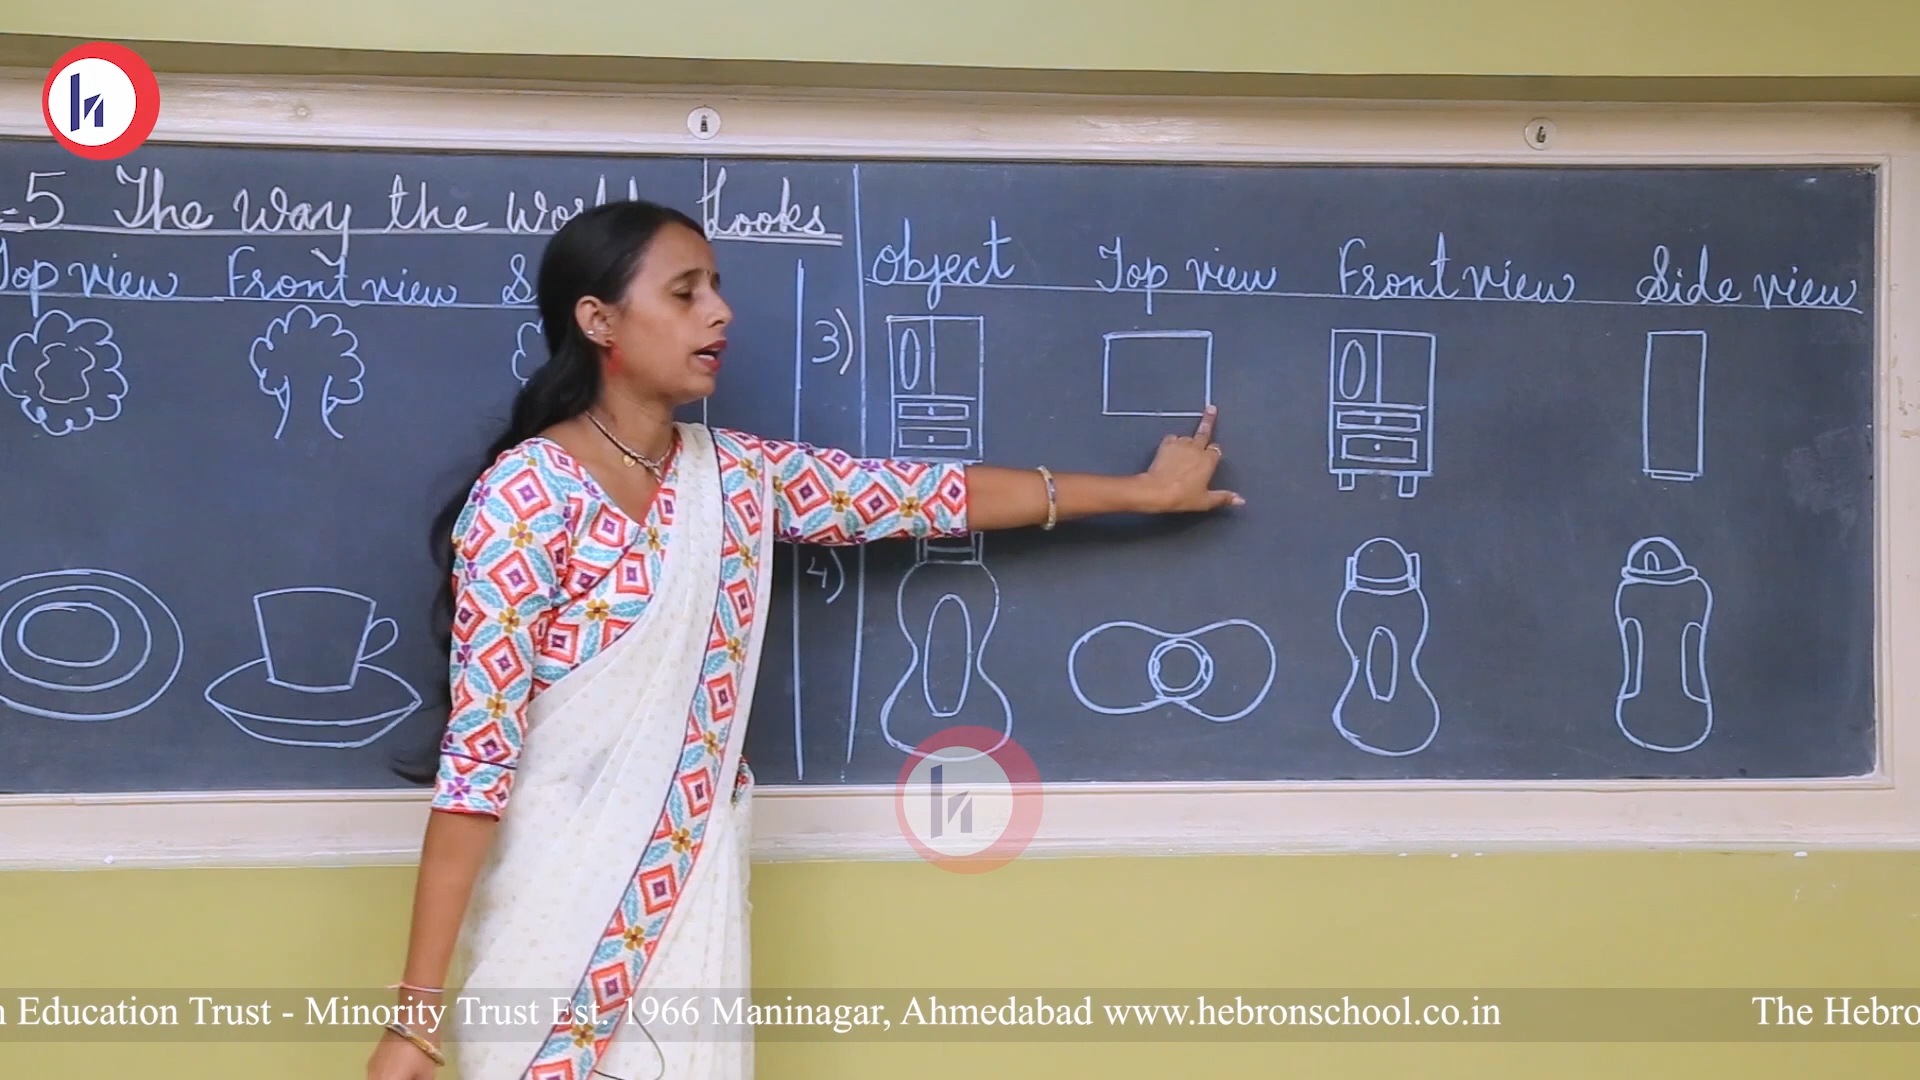 -5 The Way the World Looks
Top view Front view S
Object Top view Front view Side view
3)
4)
n Education Trust - Minority Trust Est. 1966 Maninagar, Ahmedabad www.hebronschool.co.in The Hebro